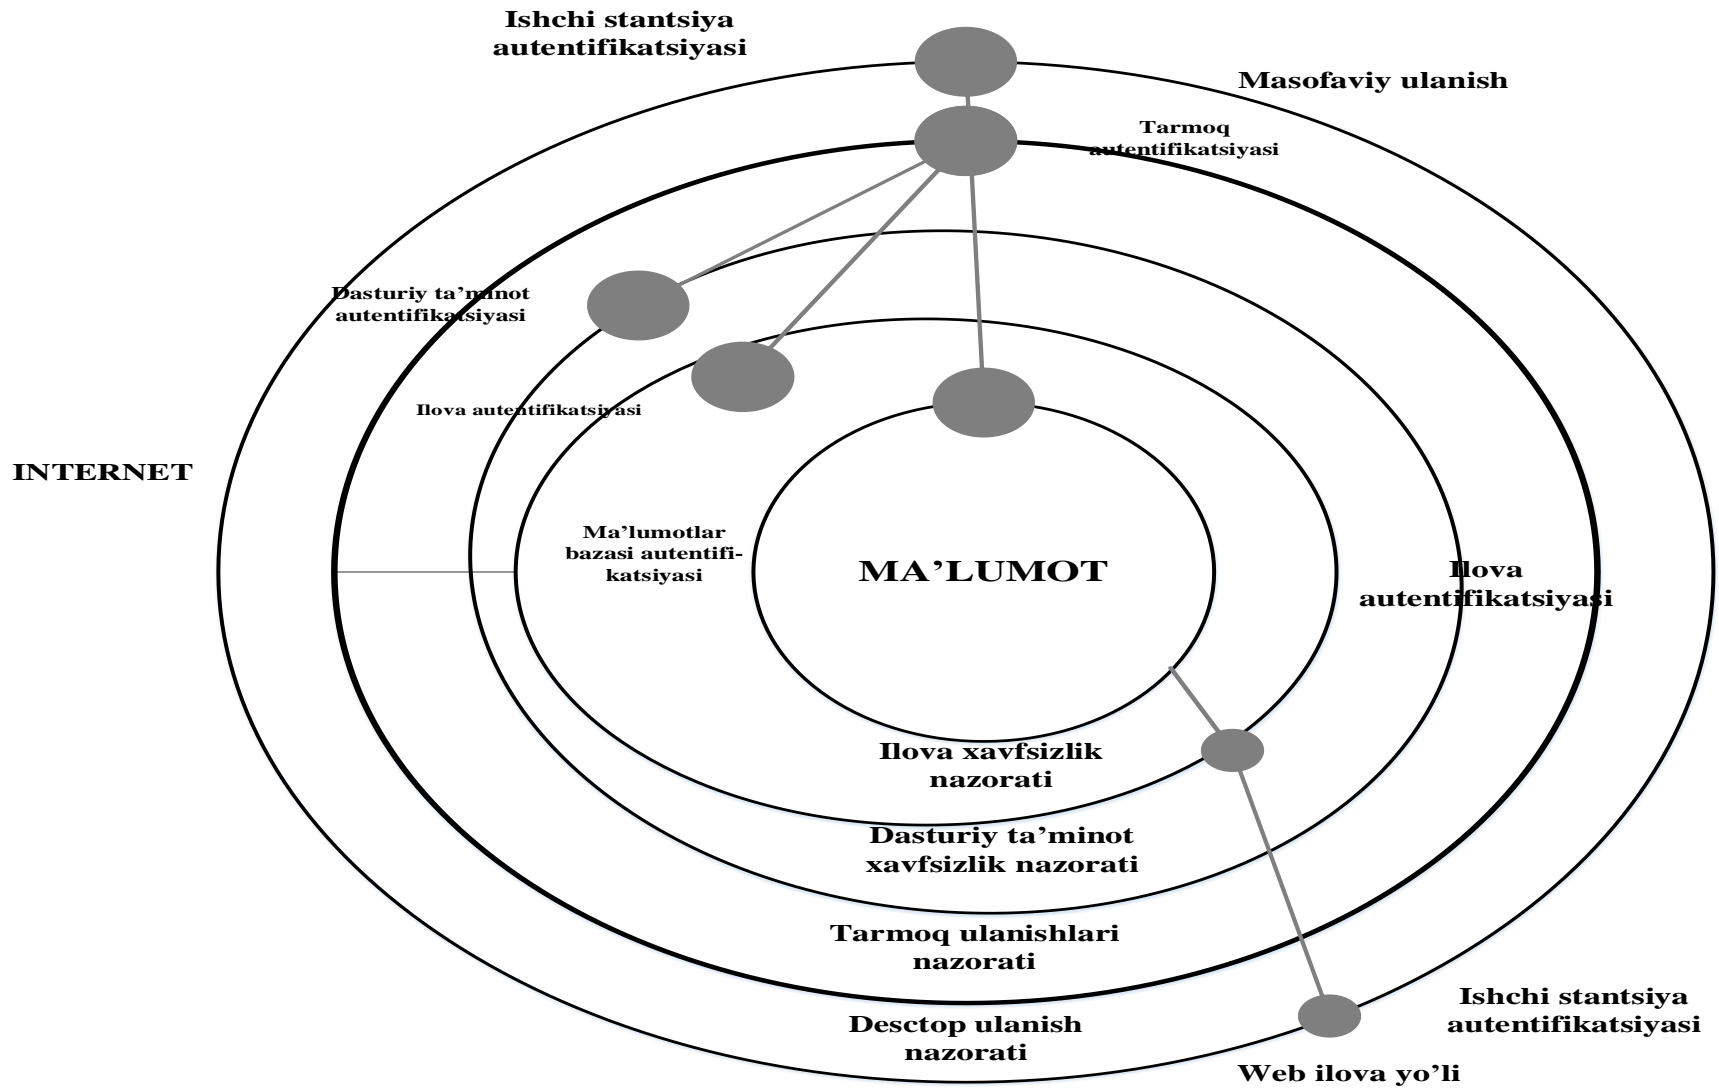 Ishchi stantsiya
autentifikatsiyasi
Masofaviy ulanish
Tarmoq
autentifikatsiyasi
Dasturiy ta’minot
autentifikatsiyasi
Ilova autentifikatsiyasi
INTERNET
Ma’lumotlar
bazasi autentifi-
katsiyasi
MA’LUMOT
Ilova
autentifikatsiyasi
Ilova xavfsizlik
nazorati
Dasturiy ta’minot
xavfsizlik nazorati
Tarmoq ulanishlari
nazorati
Desctop ulanish
nazorati
Ishchi stantsiya
autentifikatsiyasi
Web ilova yo’li